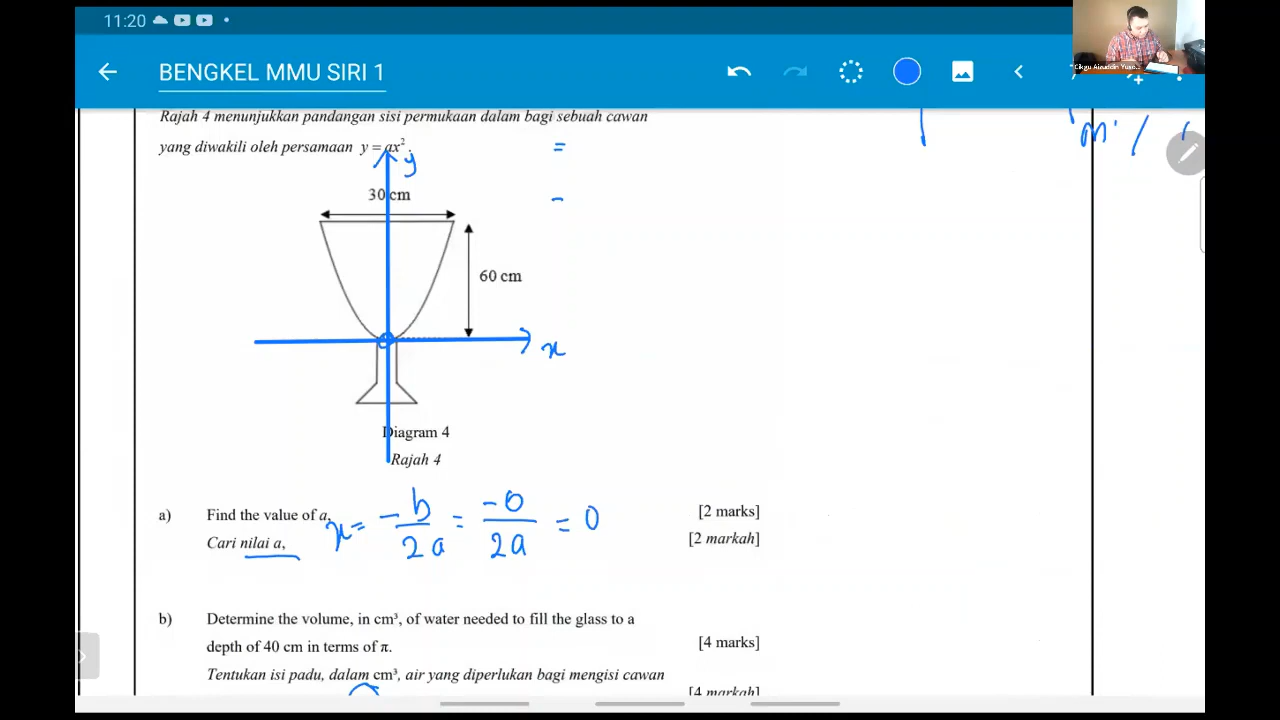 11:20
BENGKEL MMU SIRI 1
Rajah 4 menunjukkan pandangan sisi permukaan dalam bagi sebuah cawan
yang diwakili oleh persamaan y = ax².
y
=
30 cm
=
60 cm
x
Diagram 4
Rajah 4
a) Find the value of a, [2 marks]
Cari nilai a, [2 markah]
x = -b/2a = -0/2a = 0
b) Determine the volume, in cm³, of water needed to fill the glass to a
depth of 40 cm in terms of π. [4 marks]
Tentukan isi padu, dalam cm³, air yang diperlukan bagi mengisi cawan
[4 markah]